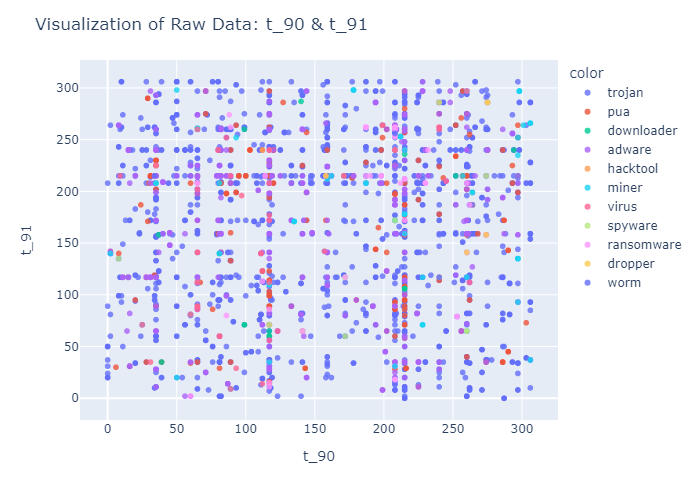 Visualization of Raw Data: t_90 & t_91
color
trojan
pua
downloader
adware
hacktool
miner
virus
spyware
ransomware
dropper
worm
t_91
300
250
200
150
100
50
0
0 50 100 150 200 250 300
t_90